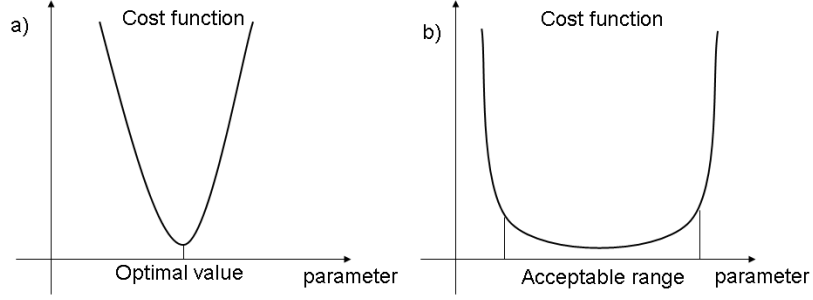 a)
Cost function
Optimal value
parameter
b)
Cost function
Acceptable range
parameter